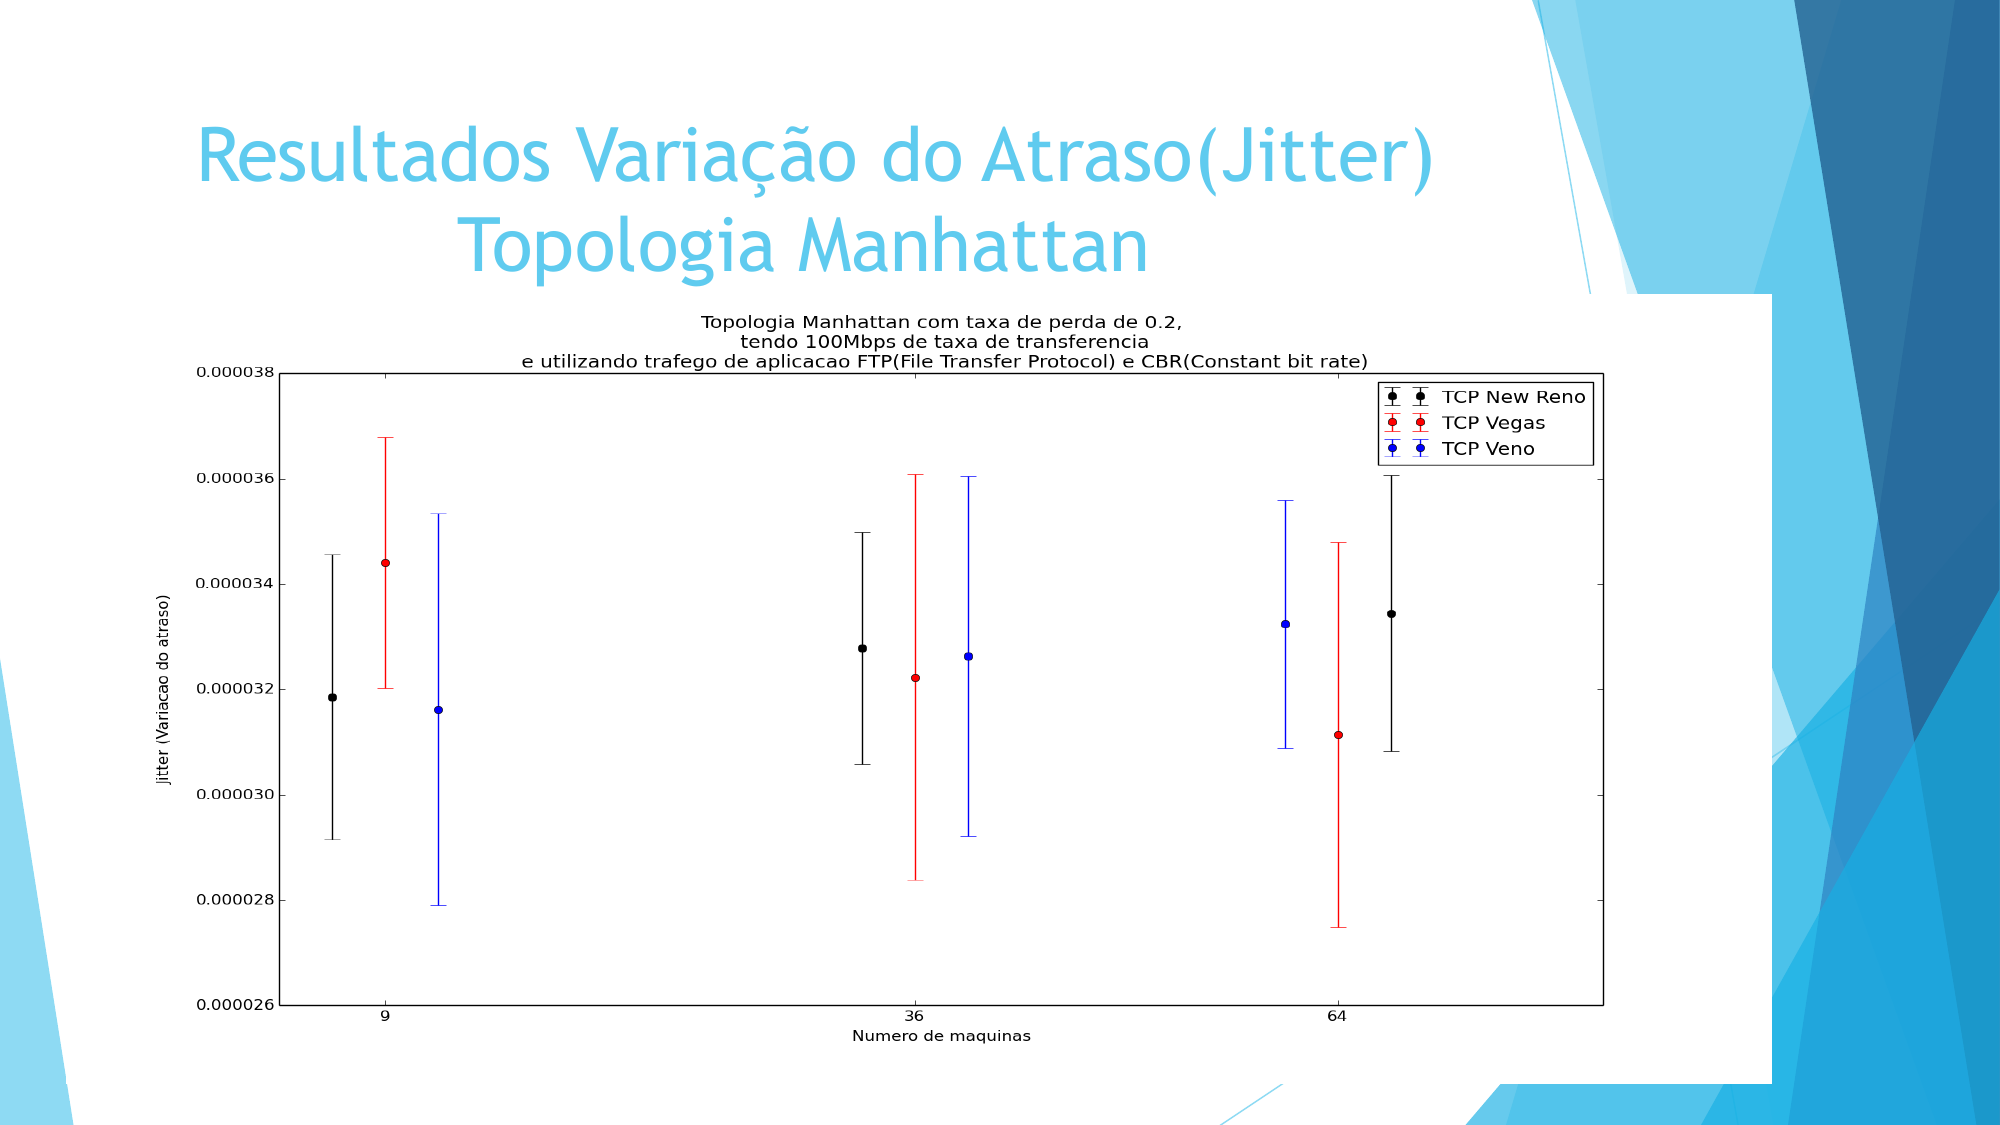 Resultados Variação do Atraso(Jitter)
Topologia Manhattan
Topologia Manhattan com taxa de perda de 0.2,
tendo 100Mbps de taxa de transferencia
e utilizando trafego de aplicacao FTP(File Transfer Protocol) e CBR(Constant bit rate)
TCP New Reno
TCP Vegas
TCP Veno
Jitter (Variacao do atraso)
0.000038
0.000036
0.000034
0.000032
0.000030
0.000028
0.000026
9 36 64
Numero de maquinas